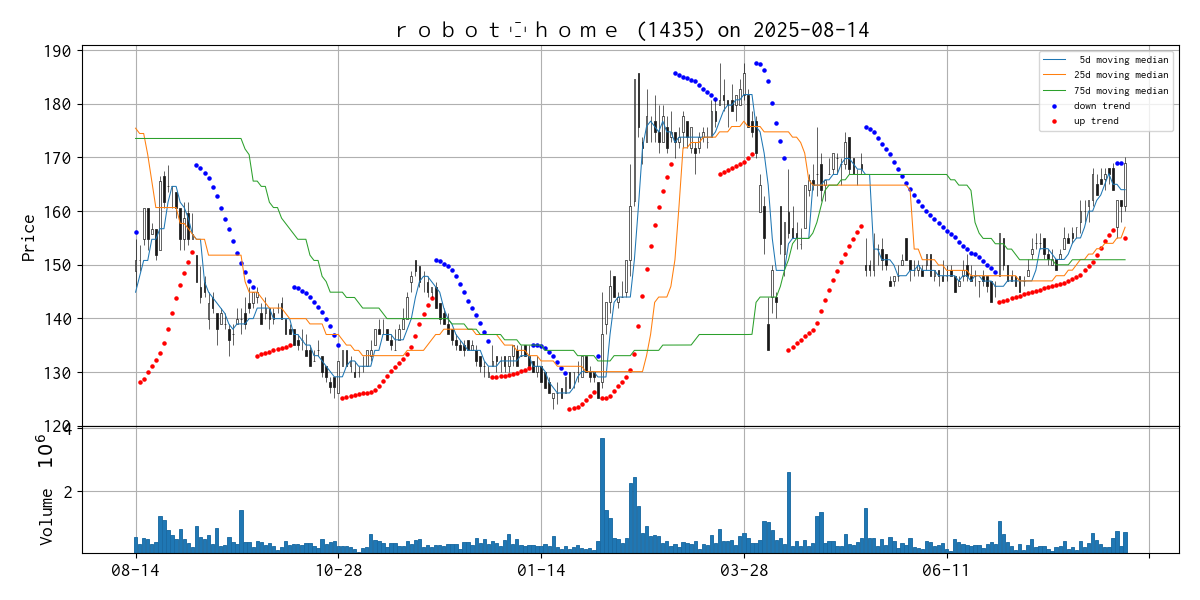 ｒｏｂｏｔ ｈｏｍｅ (1435) on 2025-08-14
190
180
170
160
150
140
130
120
Price
5d moving median
25d moving median
75d moving median
down trend
up trend
4
2
Volume 10^6
08-14
10-28
01-14
03-28
06-11